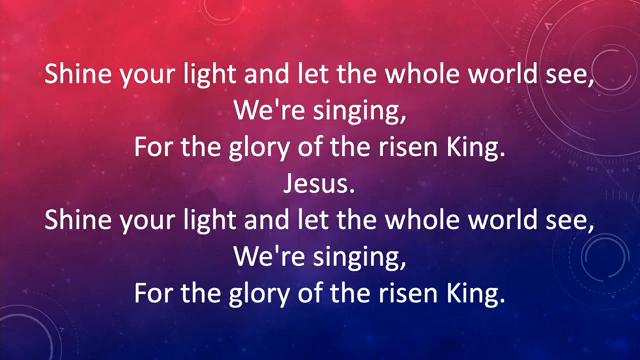 Shine your light and let the whole world see,
We're singing,
For the glory of the risen King.
Jesus.
Shine your light and let the whole world see,
We're singing,
For the glory of the risen King.